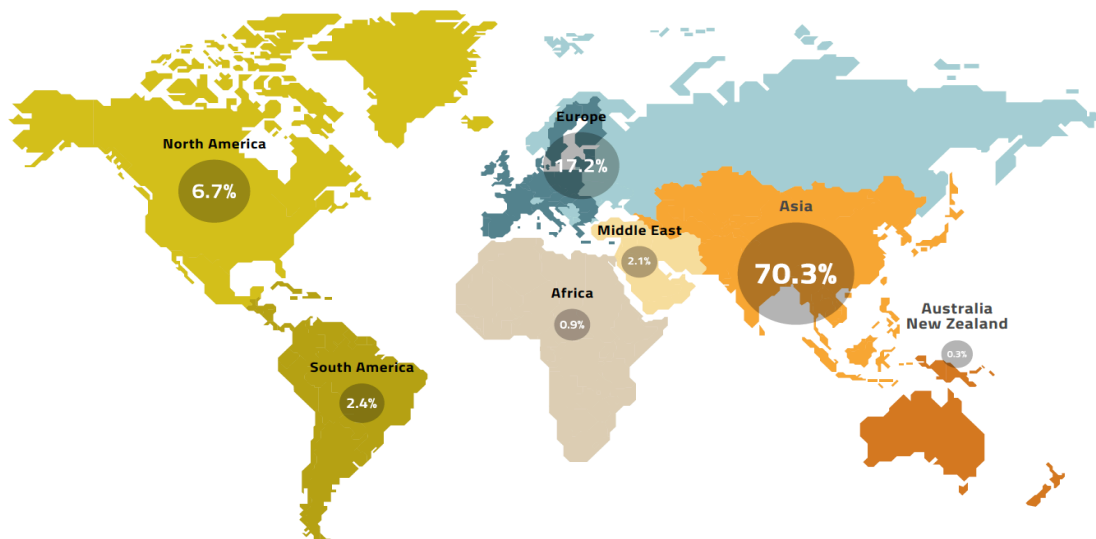 North America
6.7%
Europe
17.2%
Asia
70.3%
Middle East
2.1%
Africa
0.9%
Australia
New Zealand
0.3%
South America
2.4%